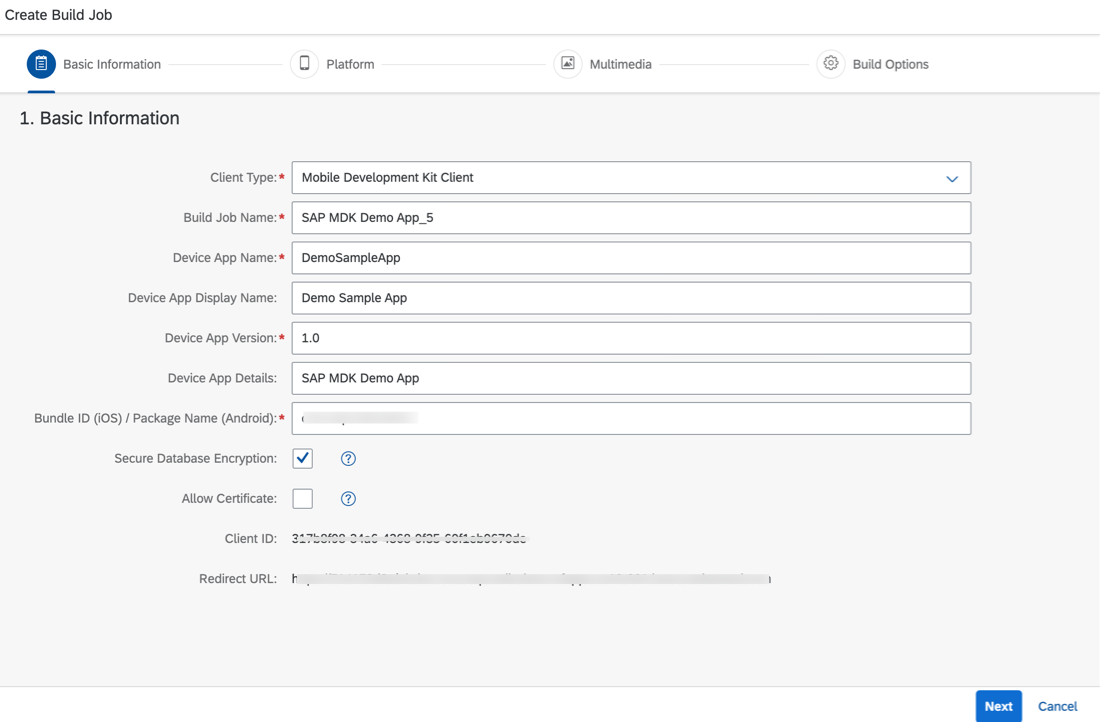 Create Build Job
Basic Information Platform Multimedia Build Options
1. Basic Information
Client Type:* Mobile Development Kit Client
Build Job Name:* SAP MDK Demo App_5
Device App Name:* DemoSampleApp
Device App Display Name: Demo Sample App
Device App Version:* 1.0
Device App Details: SAP MDK Demo App
Bundle ID (iOS) / Package Name (Android):*
Secure Database Encryption:
Allow Certificate:
Client ID:
Redirect URL:
Next Cancel